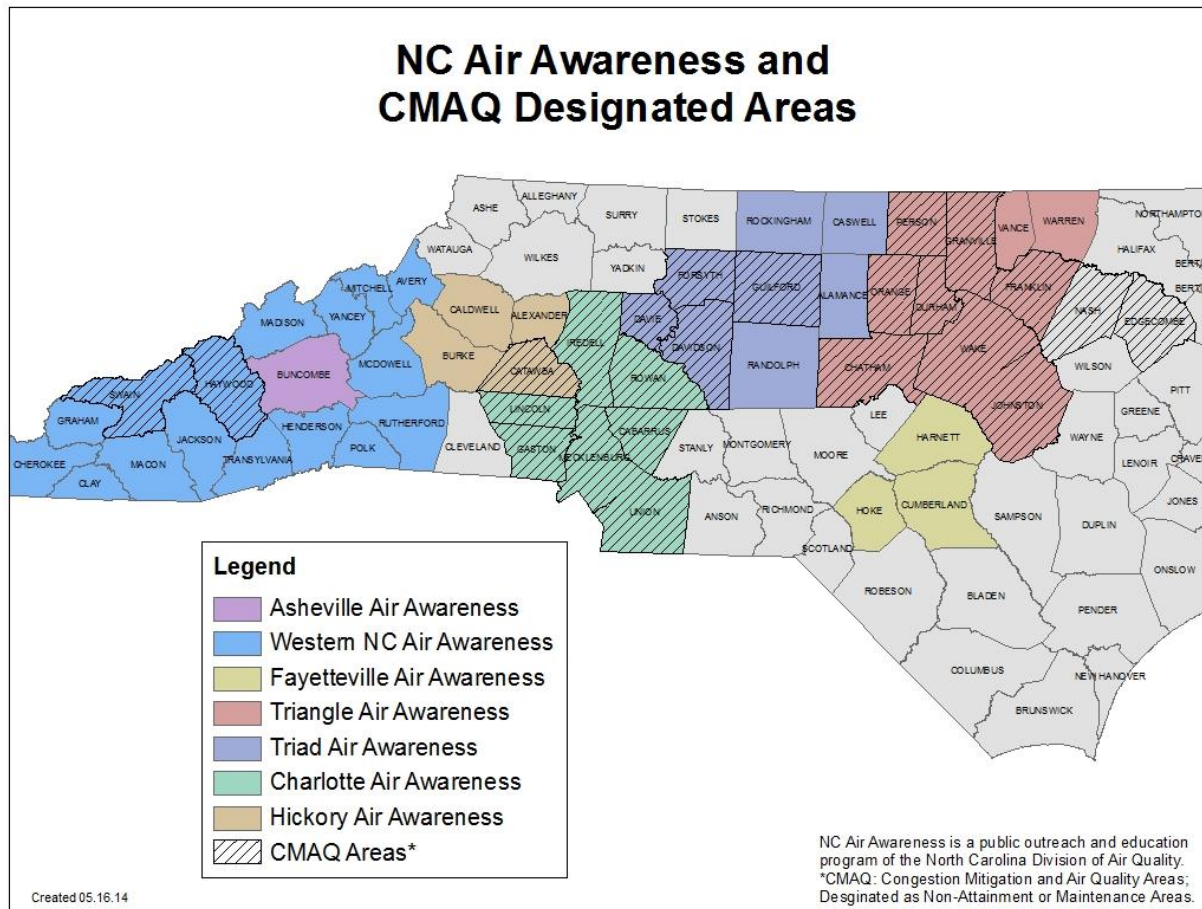 NC Air Awareness and
CMAQ Designated Areas
ASHE
ALLEGHANY
SURRY
STOKES
ROCKINGHAM
CASWELL
PERSON
GRANVILLE
VANCE
WARREN
NORTHAMPTO
HALIFAX
BERT
BERT
WATAUGA
WILKES
YADKIN
FORSYTH
GUILFORD
ALAMANCE
ORANGE
DURHAM
FRANKLIN
NASH
EDGECOMBE
MITCHELL
AVERY
YANCEY
MADISON
CALDWELL
ALEXANDER
IREDELL
DAVIE
DAVIDSON
RANDOLPH
CHATHAM
WAKE
WILSON
PITT
BUNCOMBE
MCDOWELL
BURKE
CATAWBA
ROWAN
SWAIN
HAYWOOD
JOHNSTON
GREENE
GRAHAM
JACKSON
HENDERSON
RUTHERFORD
POLK
TRANSYLVANIA
CLEVELAND
LINCOLN
GASTON
MECKLENBURG
CABARRUS
STANLY
MONTGOMERY
MOORE
LEE
HARNETT
WAYNE
LENOIR
CRAVE
CHEROKEE
MACON
CLAY
UNION
ANSON
RICHMOND
SCOTLAND
HOKE
CUMBERLAND
SAMPSON
DUPLIN
JONES
ONSLOW
ROBESON
BLADEN
PENDER
COLUMBUS
NEW HANOVER
BRUNSWICK
Legend
Asheville Air Awareness
Western NC Air Awareness
Fayetteville Air Awareness
Triangle Air Awareness
Triad Air Awareness
Charlotte Air Awareness
Hickory Air Awareness
CMAQ Areas*
Created 05.16.14
NC Air Awareness is a public outreach and education
program of the North Carolina Division of Air Quality.
*CMAQ: Congestion Mitigation and Air Quality Areas;
Desginated as Non-Attainment or Maintenance Areas.